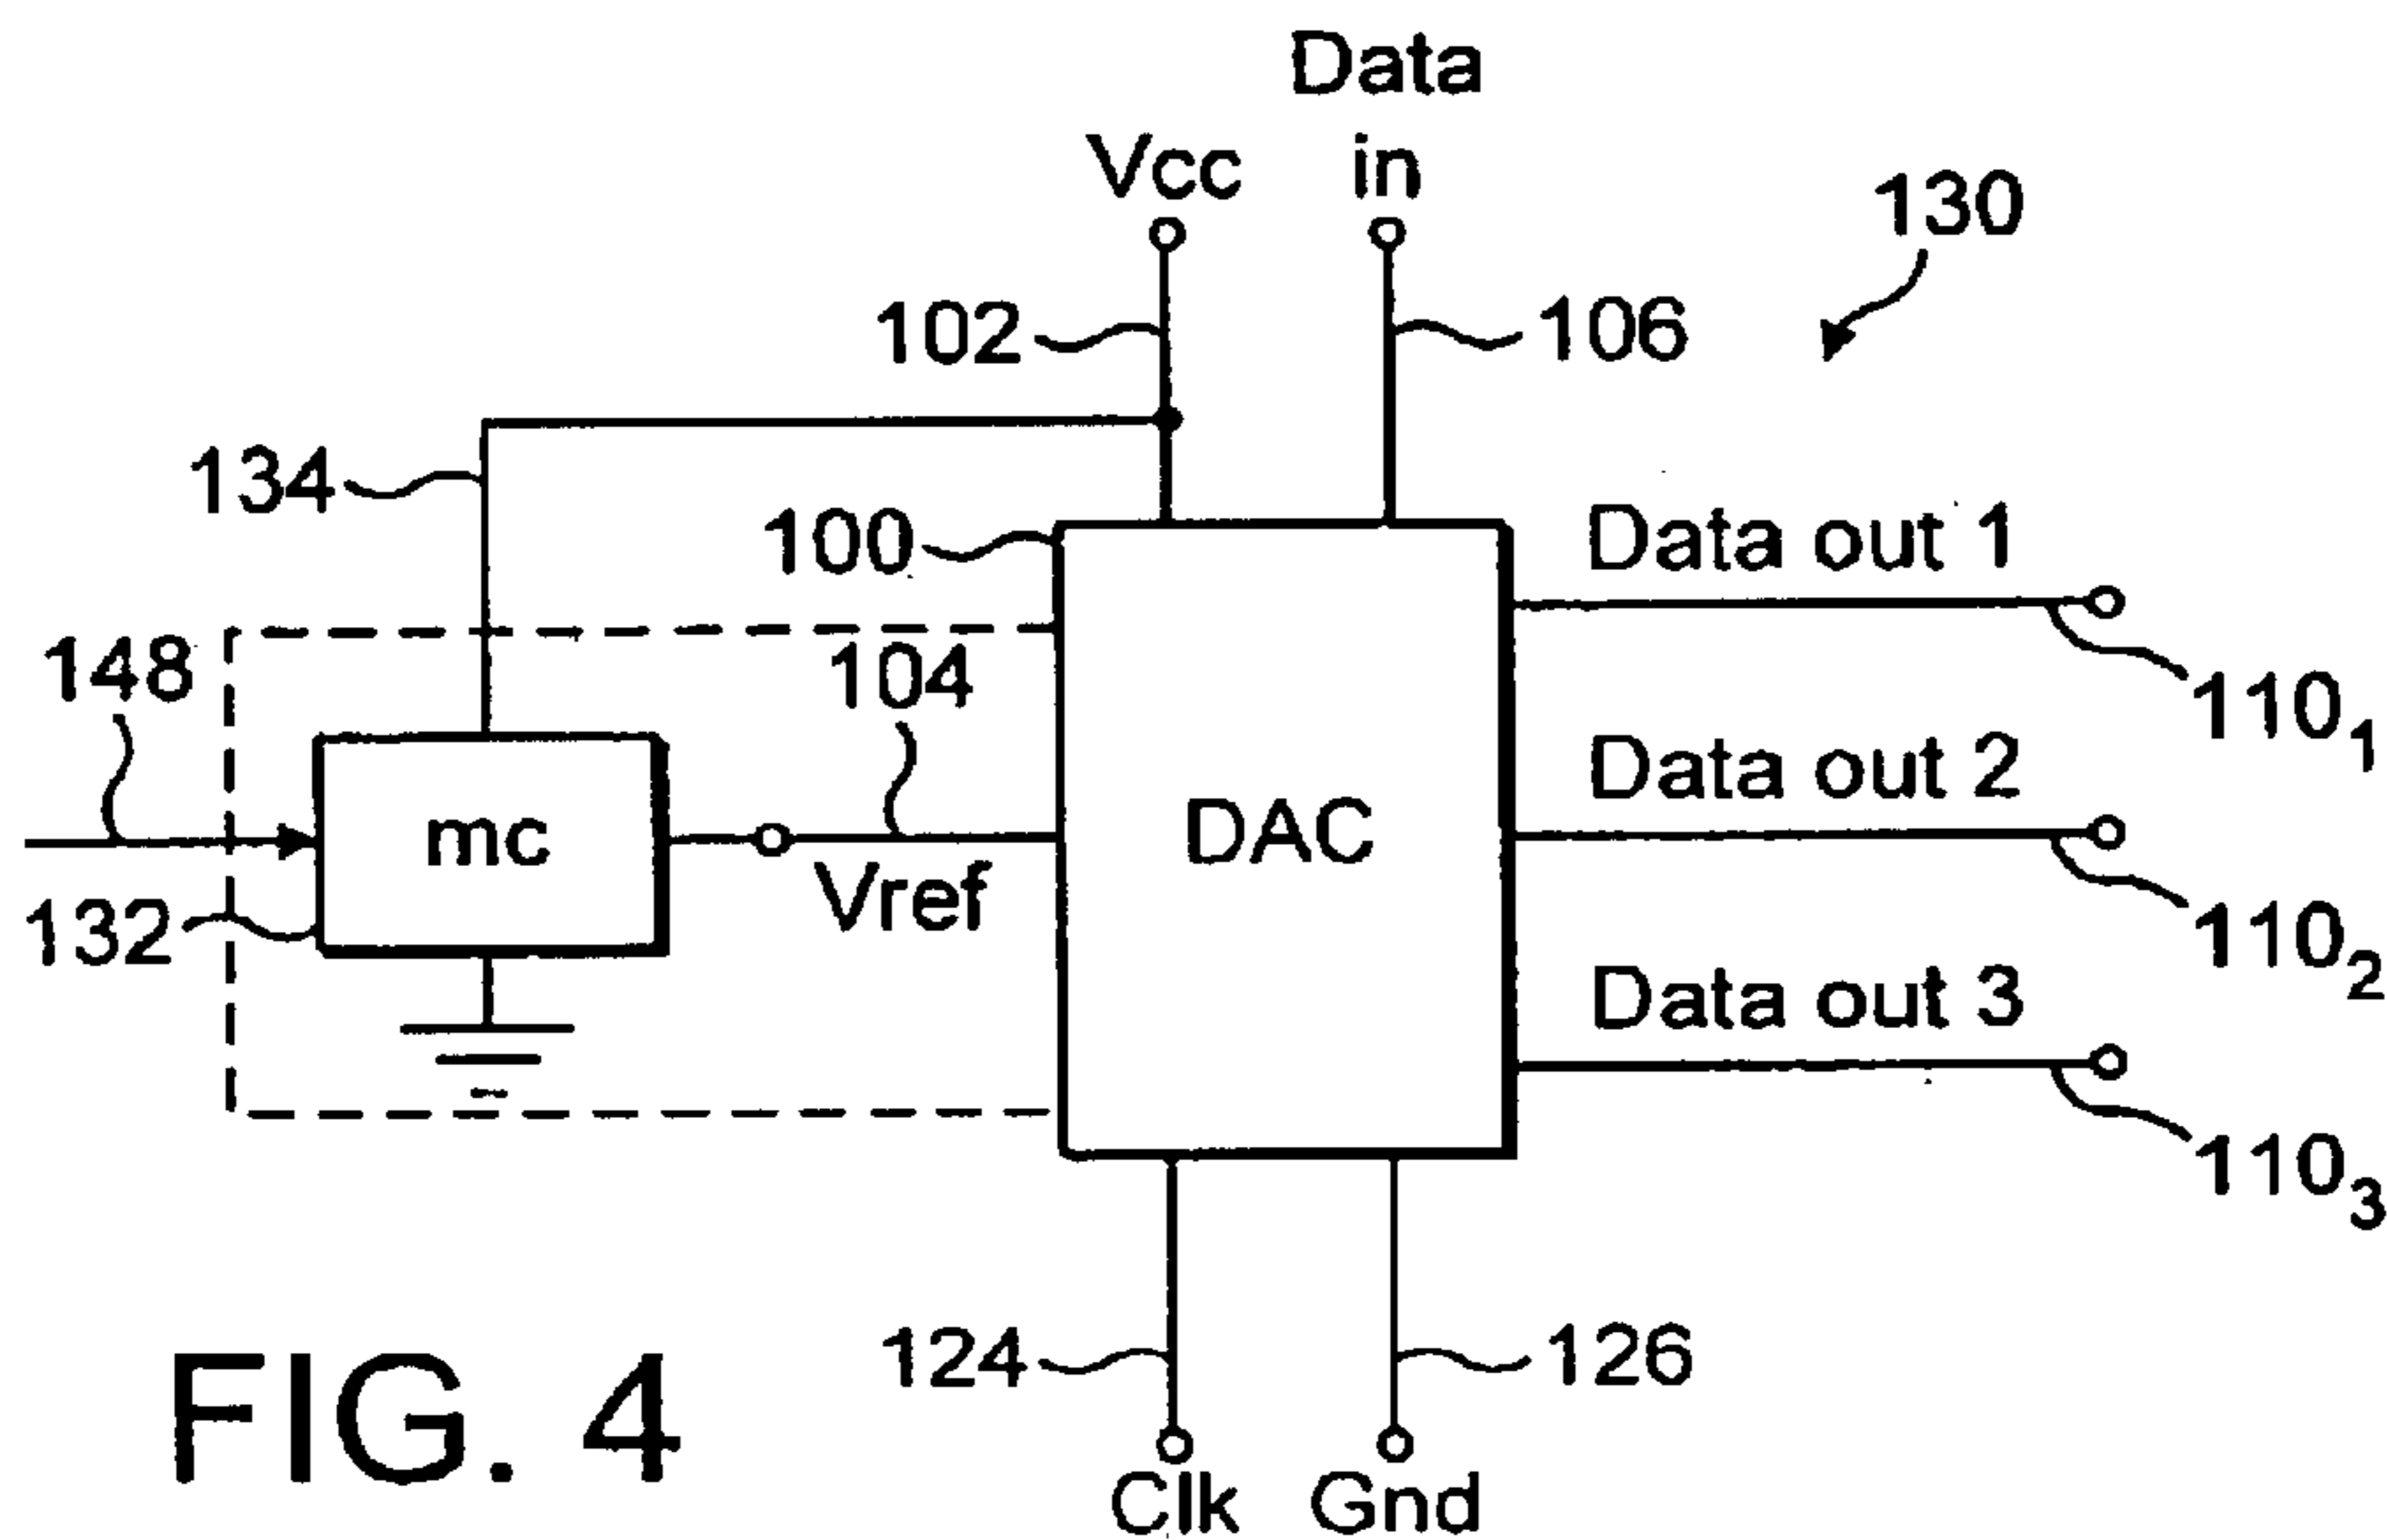 Data
in
Vcc
130
102
106
134
100
Data out 1
148
104
110₁
Data out 2
mc
DAC
Vref
132
110₂
Data out 3
110₃
124
126
FIG. 4
Clk
Gnd